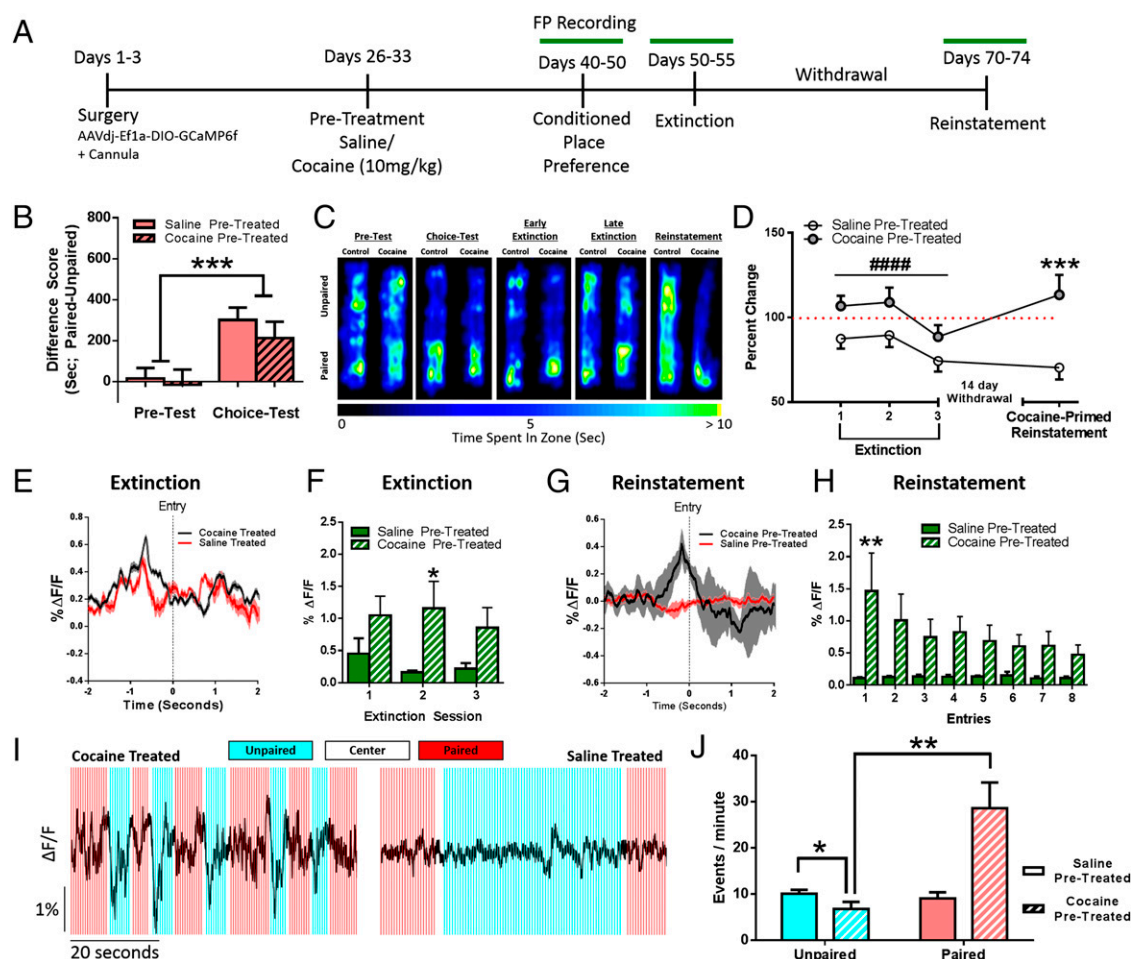 A
FP Recording
Days 1-3
Days 26-33
Days 40-50
Days 50-55
Withdrawal
Days 70-74
Surgery
AAVdj-Ef1a-DIO-GCaMP6f
+ Cannula
Pre-Treatment
Saline/
Cocaine (10mg/kg)
Conditioned
Place
Preference
Extinction
Reinstatement
B
Difference Score
(Sec; Paired-Unpaired)
800
600
400
200
0
Saline Pre-Treated
Cocaine Pre-Treated
***
Pre-Test
Choice-Test
C
Pre-Test
Choice-Test
Early
Extinction
Late
Extinction
Reinstatement
Control Cocaine
Control Cocaine
Control Cocaine
Control Cocaine
Control Cocaine
Unpaired
Paired
0
5
> 10
Time Spent In Zone (Sec)
D
Saline Pre-Treated
Cocaine Pre-Treated
Percent Change
150
100
50
####
***
14 day
Withdrawal
1
2
3
Extinction
Cocaine-Primed
Reinstatement
E
Extinction
Entry
Cocaine Treated
Saline Treated
% ΔF/F
0.8
0.6
0.4
0.2
0.0
-0.2
-0.4
-2
-1
0
1
2
Time (Seconds)
F
Extinction
Saline Pre-Treated
Cocaine Pre-Treated
% ΔF/F
2.5
2.0
1.5
1.0
0.5
0.0
*
1
2
3
Extinction Session
G
Reinstatement
Entry
Cocaine Pre-Treated
Saline Pre-Treated
% ΔF/F
0.6
0.4
0.2
0.0
-0.2
-0.4
-0.6
-2
-1
0
1
2
Time (Seconds)
H
Reinstatement
Saline Pre-Treated
Cocaine Pre-Treated
% ΔF/F
2.5
2.0
1.5
1.0
0.5
0.0
**
1
2
3
4
5
6
7
8
Entries
I
Cocaine Treated
Unpaired
Center
Paired
Saline Treated
ΔF/F
1%
20 seconds
J
Events / minute
40
30
20
10
0
*
**
Saline
Pre-Treated
Cocaine
Pre-Treated
Unpaired
Paired